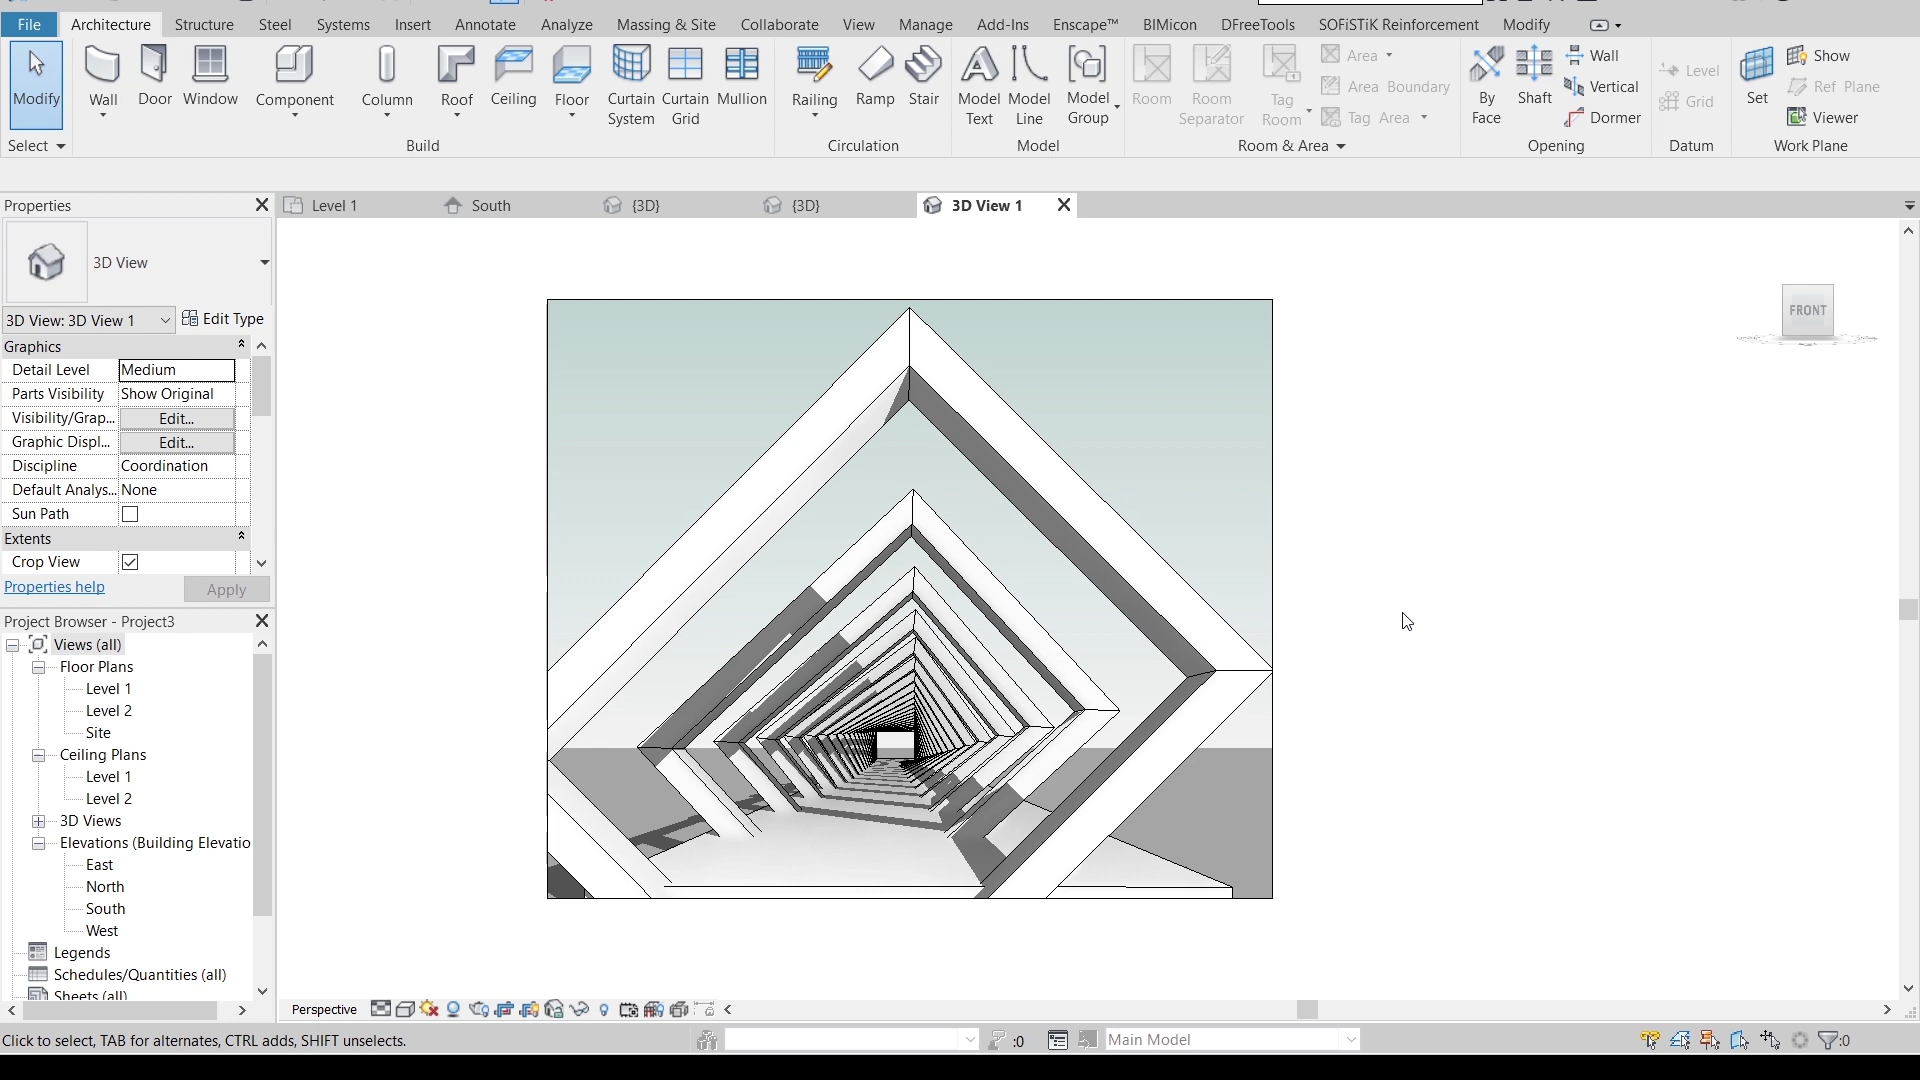 File Architecture Structure Steel Systems Insert Annotate Analyze Massing & Site Collaborate View Manage Add-Ins Enscape™ BIMicon DFreeTools SOFiSTiK Reinforcement Modify
Modify
Wall
Door
Window
Component
Column
Roof
Ceiling
Floor
Curtain System
Curtain Grid
Mullion
Railing
Ramp
Stair
Model Text
Model Line
Model Group
Room
Room Separator
Tag Room
Area
Area Boundary
Tag Area
By Face
Shaft
Wall
Vertical
Dormer
Level
Grid
Set
Show
Ref Plane
Viewer
Select Build Circulation Model Room & Area Opening Datum Work Plane
Properties
Level 1 South {3D} {3D} 3D View 1
3D View
3D View: 3D View 1 Edit Type
Graphics
Detail Level Medium
Parts Visibility Show Original
Visibility/Grap... Edit...
Graphic Displ... Edit...
Discipline Coordination
Default Analys... None
Sun Path
Extents
Crop View
Properties help Apply
FRONT
Project Browser - Project3
Views (all)
Floor Plans
Level 1
Level 2
Site
Ceiling Plans
Level 1
Level 2
3D Views
Elevations (Building Elevatio
East
North
South
West
Legends
Schedules/Quantities (all)
Sheets (all)
Perspective
Click to select, TAB for alternates, CTRL adds, SHIFT unselects. :0 Main Model :0